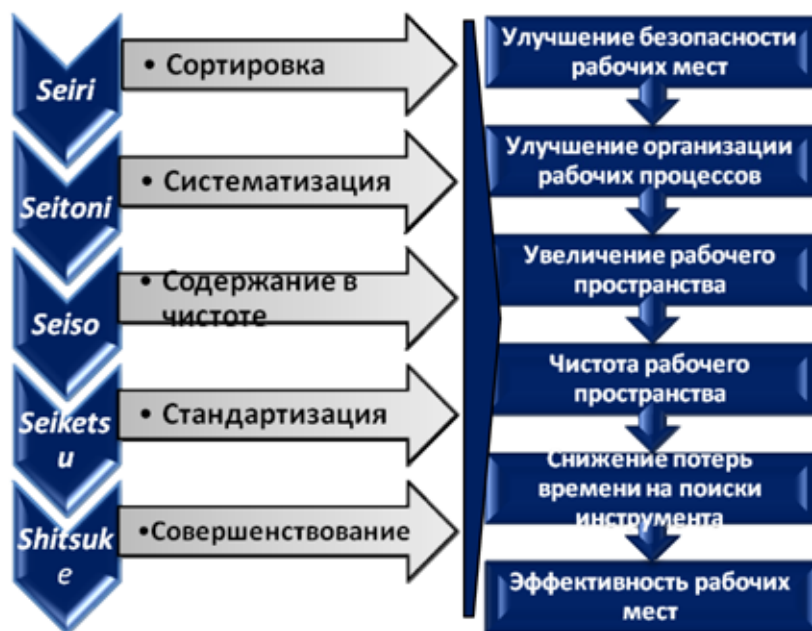 Seiri
• Сортировка
Seitoni
• Систематизация
Seiso
• Содержание в
чистоте
Seikets
u
• Стандартизация
Shitsuk
e
•Совершенствование
Улучшение безопасности
рабочих мест
Улучшение организации
рабочих процессов
Увеличение рабочего
пространства
Чистота рабочего
пространства
Снижение потерь
времени на поиски
инструмента
Эффективность рабочих
мест